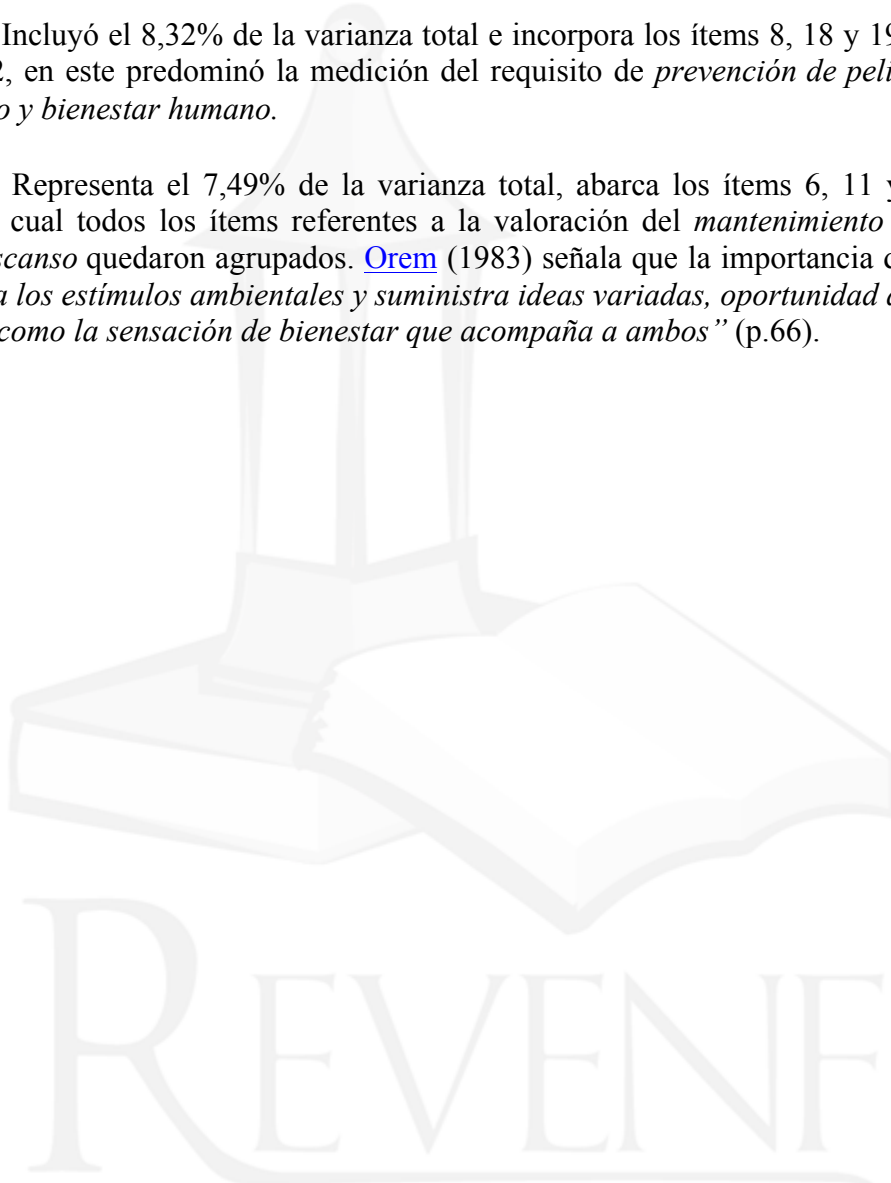 Incluyó el 8,32% de la varianza total e incorpora los ítems 8, 18 y 19
2, en este predominó la medición del requisito de prevención de peli
o y bienestar humano.
Representa el 7,49% de la varianza total, abarca los ítems 6, 11 y
cual todos los ítems referentes a la valoración del mantenimiento
scanso quedaron agrupados. Orem (1983) señala que la importancia
a los estímulos ambientales y suministra ideas variadas, oportunidad
como la sensación de bienestar que acompaña a ambos” (p.66).
REVENF